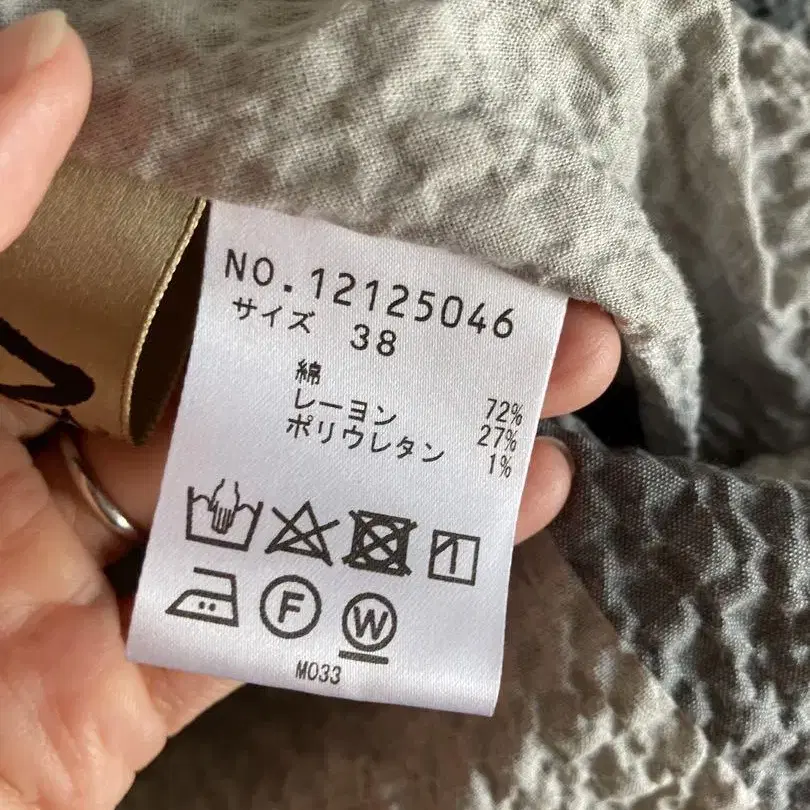 NO.12125046
サイズ 38
綿 72%
レーヨン 27%
ポリウレタン 1%
F W
M033